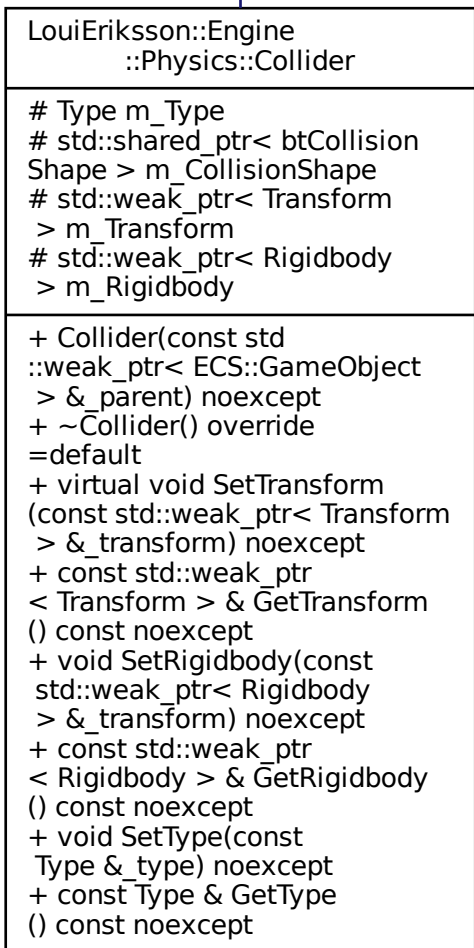 LouiEriksson::Engine
::Physics::Collider
# Type m_Type
# std::shared_ptr< btCollision
Shape > m_CollisionShape
# std::weak_ptr< Transform
> m_Transform
# std::weak_ptr< Rigidbody
> m_Rigidbody
+ Collider(const std
::weak_ptr< ECS::GameObject
> &_parent) noexcept
+ ~Collider() override
=default
+ virtual void SetTransform
(const std::weak_ptr< Transform
> &_transform) noexcept
+ const std::weak_ptr
< Transform > & GetTransform
() const noexcept
+ void SetRigidbody(const
std::weak_ptr< Rigidbody
> &_transform) noexcept
+ const std::weak_ptr
< Rigidbody > & GetRigidbody
() const noexcept
+ void SetType(const
Type &_type) noexcept
+ const Type & GetType
() const noexcept